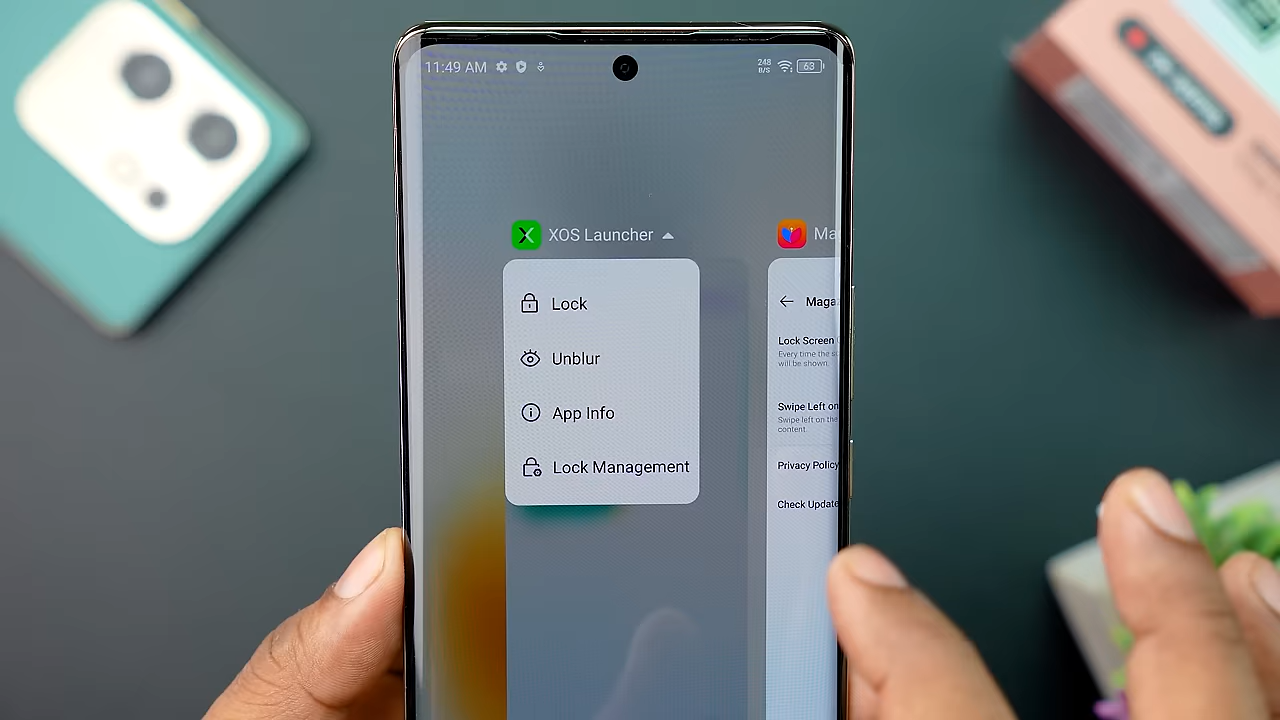 11:49 AM
248
B/S
63
XOS Launcher
Ma
Lock
Unblur
App Info
Lock Management
Maga
Lock Screen
Every time the s
will be shown.
Swipe Left on
Swipe left on the
content.
Privacy Policy
Check Update